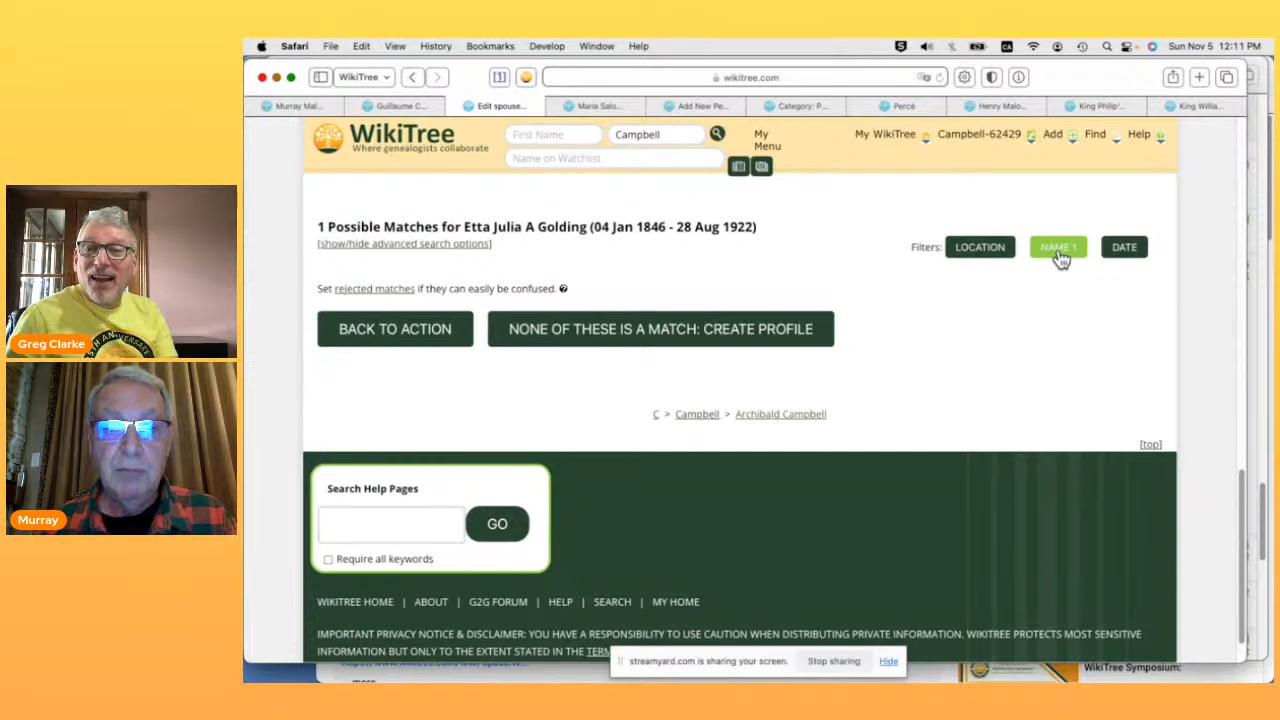 Safari File Edit View History Bookmarks Develop Window Help
Sun Nov 5 12:11 PM
WikiTree
[1]
wikitree.com
Murray Mal...
Guillaume C...
Edit spouse...
Maria Salo...
Add New Pe...
Category: P...
Percé
Henry Malo...
King Philip'...
King Willia...
WikiTree
Where genealogists collaborate
First Name
Campbell
Name on Watchlist...
My
Menu
My WikiTree Campbell-62429 Add Find Help
1 Possible Matches for Etta Julia A Golding (04 Jan 1846 - 28 Aug 1922)
[show/hide advanced search options]
Filters: LOCATION NAME 1 DATE
Set rejected matches if they can easily be confused.
BACK TO ACTION NONE OF THESE IS A MATCH: CREATE PROFILE
C > Campbell > Archibald Campbell
[top]
Search Help Pages
GO
Require all keywords
WIKITREE HOME | ABOUT | G2G FORUM | HELP | SEARCH | MY HOME
IMPORTANT PRIVACY NOTICE & DISCLAIMER: YOU HAVE A RESPONSIBILITY TO USE CAUTION WHEN DISTRIBUTING PRIVATE INFORMATION. WIKITREE PROTECTS MOST SENSITIVE
INFORMATION BUT ONLY TO THE EXTENT STATED IN THE TERM
streamyard.com is sharing your screen. Stop sharing Hide
more
WikiTree Symposium:
Greg Clarke
5TH ANNIVERSARY
Murray